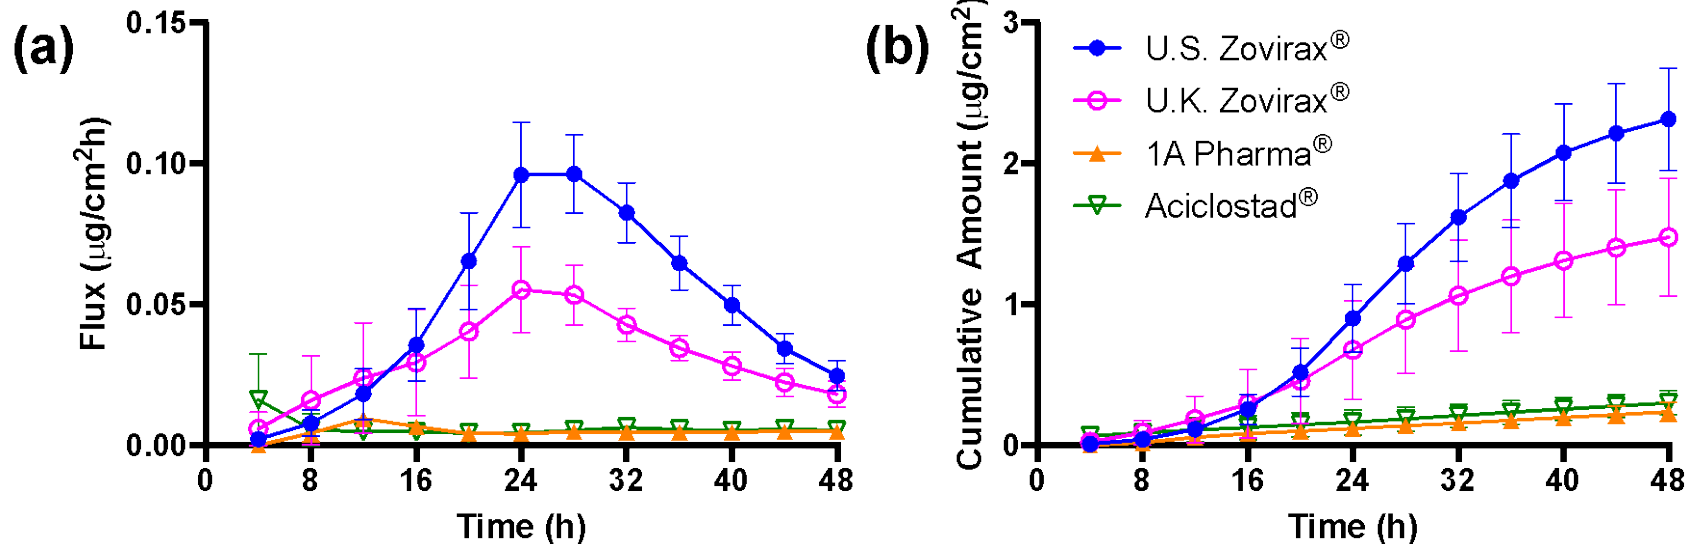 (a)
Flux (μg/cm²h)
0.15
0.10
0.05
0.00
0 8 16 24 32 40 48
Time (h)
(b)
Cumulative Amount (μg/cm²)
3
2
1
0
U.S. Zovirax®
U.K. Zovirax®
1A Pharma®
Aciclostad®
0 8 16 24 32 40 48
Time (h)